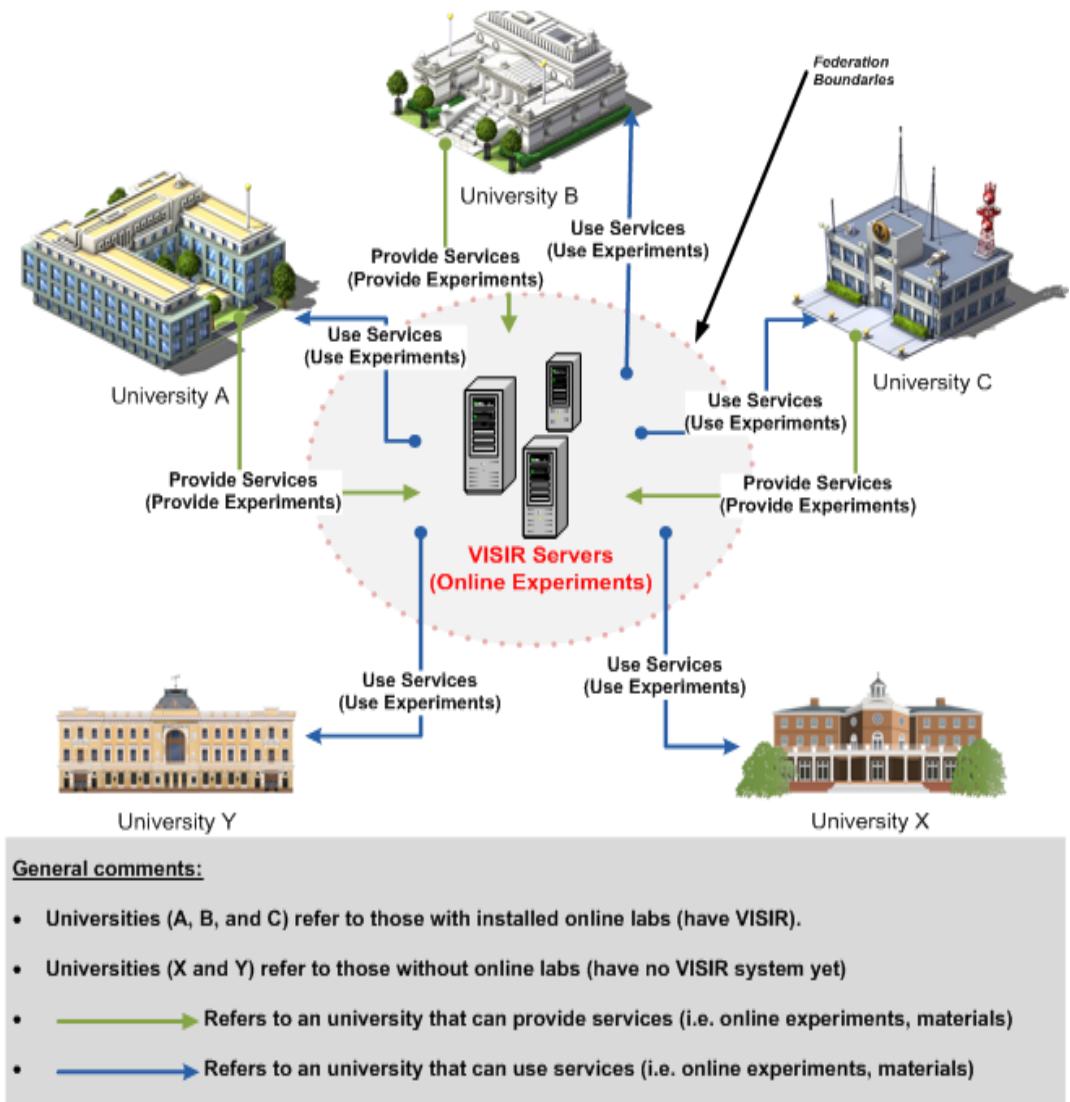 Federation
Boundaries
University B
Use Services
(Use Experiments)
Provide Services
(Provide Experiments)
Use Services
(Use Experiments)
University A
University C
Use Services
(Use Experiments)
Provide Services
(Provide Experiments)
Provide Services
(Provide Experiments)
VISIR Servers
(Online Experiments)
Use Services
(Use Experiments)
Use Services
(Use Experiments)
University Y
University X
General comments:
• Universities (A, B, and C) refer to those with installed online labs (have VISIR).
• Universities (X and Y) refer to those without online labs (have no VISIR system yet)
• Refers to an university that can provide services (i.e. online experiments, materials)
• Refers to an university that can use services (i.e. online experiments, materials)